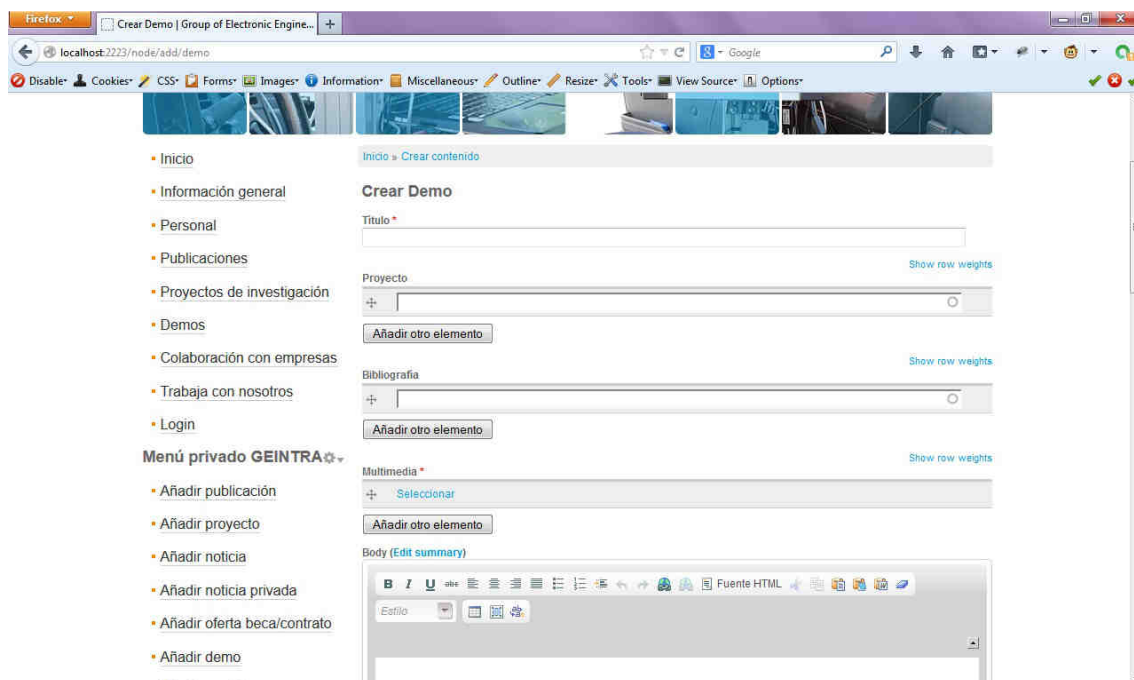 Firefox
Crear Demo | Group of Electronic Engine...
localhost:2223/node/add/demo
Google
Disable Cookies CSS Forms Images Information Miscellaneous Outline Resize Tools View Source Options
Inicio
Información general
Personal
Publicaciones
Proyectos de investigación
Demos
Colaboración con empresas
Trabaja con nosotros
Login
Menú privado GEINTRA
Añadir publicación
Añadir proyecto
Añadir noticia
Añadir noticia privada
Añadir oferta beca/contrato
Añadir demo
Inicio » Crear contenido
Crear Demo
Título *
Show row weights
Proyecto
Añadir otro elemento
Show row weights
Bibliografía
Añadir otro elemento
Show row weights
Multimedia *
Seleccionar
Añadir otro elemento
Body (Edit summary)
B I U abc Fuente HTML
Estilo